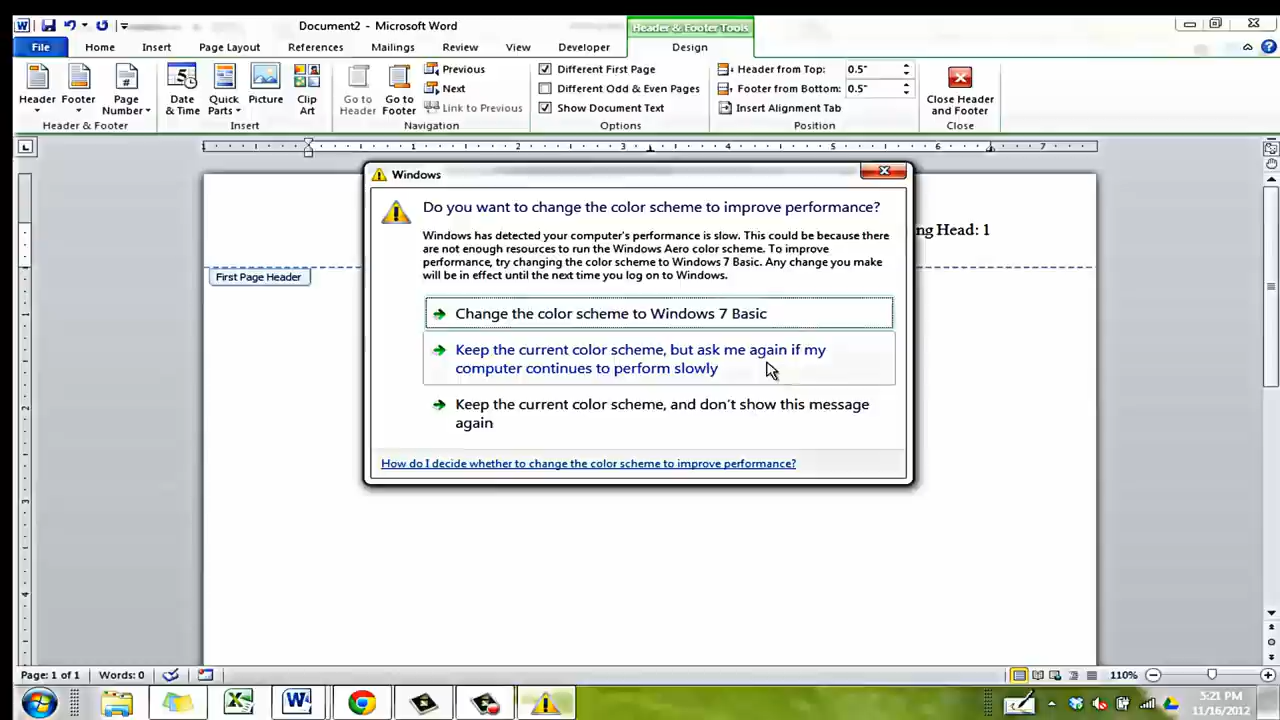 Document2 - Microsoft Word
Header & Footer Tools
File Home Insert Page Layout References Mailings Review View Developer Design
Header
Footer
Page Number
Header & Footer
Date & Time
Quick Parts
Picture
Clip Art
Insert
Go to Header
Go to Footer
Previous
Next
Link to Previous
Navigation
Different First Page
Different Odd & Even Pages
Show Document Text
Options
Header from Top: 0.5"
Footer from Bottom: 0.5"
Insert Alignment Tab
Position
Close Header and Footer
Close
1 2 3 4 5 6 7
ng Head: 1
First Page Header
Windows
Do you want to change the color scheme to improve performance?
Windows has detected your computer's performance is slow. This could be because there
are not enough resources to run the Windows Aero color scheme. To improve
performance, try changing the color scheme to Windows 7 Basic. Any change you make
will be in effect until the next time you log on to Windows.
Change the color scheme to Windows 7 Basic
Keep the current color scheme, but ask me again if my
computer continues to perform slowly
Keep the current color scheme, and don't show this message
again
How do I decide whether to change the color scheme to improve performance?
2
3
4
Page: 1 of 1 Words: 0 110%
5:21 PM
11/16/2012